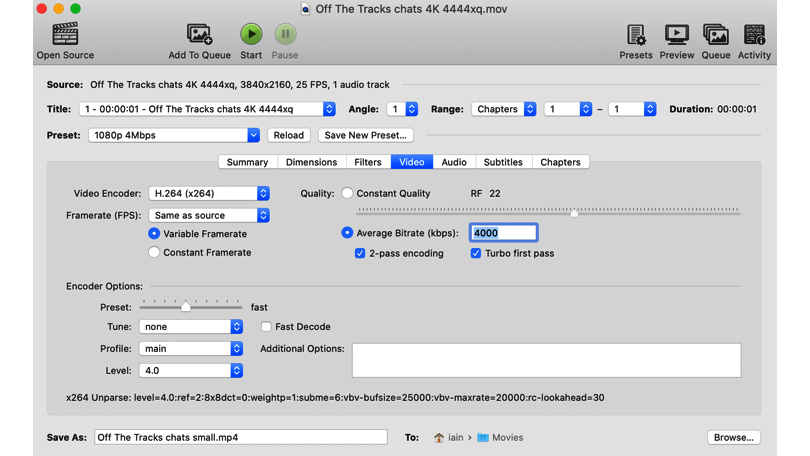 Off The Tracks chats 4K 4444xq.mov
Open Source Add To Queue Start Pause Presets Preview Queue Activity
Source: Off The Tracks chats 4K 4444xq, 3840x2160, 25 FPS, 1 audio track
Title: 1 - 00:00:01 - Off The Tracks chats 4K 4444xq Angle: 1 Range: Chapters 1 – 1 Duration: 00:00:01
Preset: 1080p 4Mbps Reload Save New Preset...
Summary Dimensions Filters Video Audio Subtitles Chapters
Video Encoder: H.264 (x264) Quality: Constant Quality RF 22
Framerate (FPS): Same as source
Variable Framerate Average Bitrate (kbps): 4000
Constant Framerate 2-pass encoding Turbo first pass
Encoder Options:
Preset: fast
Tune: none Fast Decode
Profile: main Additional Options:
Level: 4.0
x264 Unparse: level=4.0:ref=2:8x8dct=0:weightp=1:subme=6:vbv-bufsize=25000:vbv-maxrate=20000:rc-lookahead=30
Save As: Off The Tracks chats small.mp4 To: iain › Movies Browse...